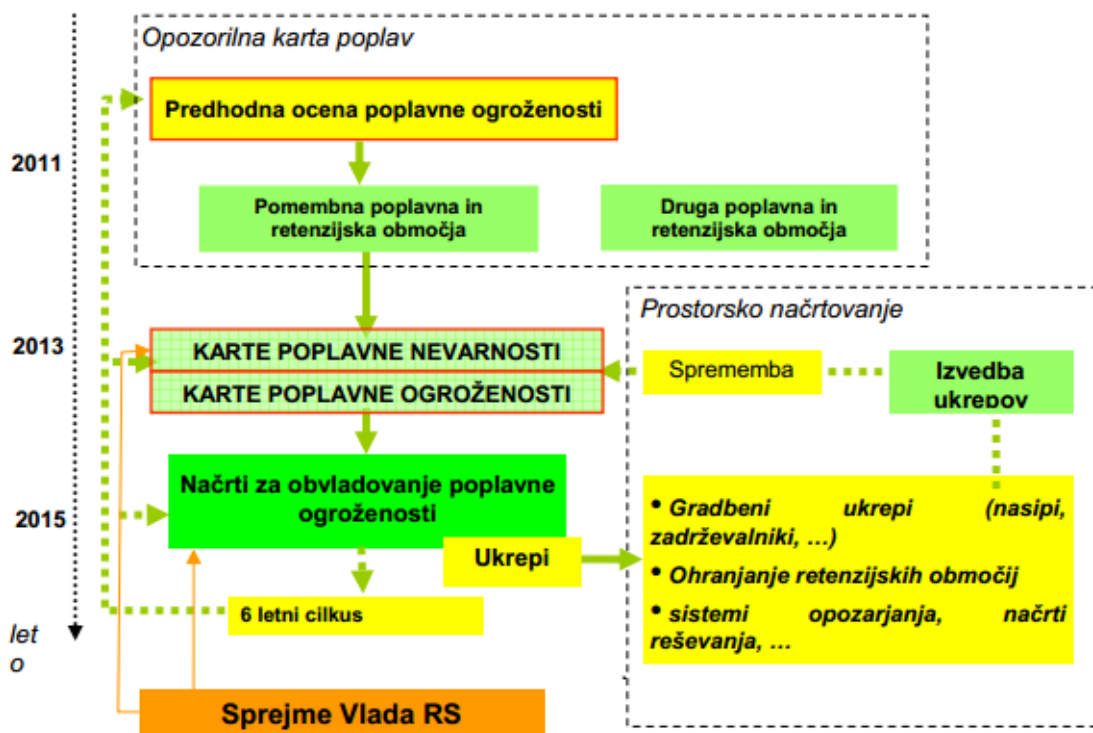 Opozorilna karta poplav
Predhodna ocena poplavne ogroženosti
2011
Pomembna poplavna in
retenzijska območja
Druga poplavna in
retenzijska območja
Prostorsko načrtovanje
2013
KARTE POPLAVNE NEVARNOSTI
KARTE POPLAVNE OGROŽENOSTI
Sprememba
Izvedba
ukrepov
Načrti za obvladovanje poplavne
ogroženosti
2015
Ukrepi
• Gradbeni ukrepi (nasipi,
zadrževalniki, …)
• Ohranjanje retenzijskih območij
• sistemi opozarjanja, načrti
reševanja, …
6 letni cilkus
let
o
Sprejme Vlada RS